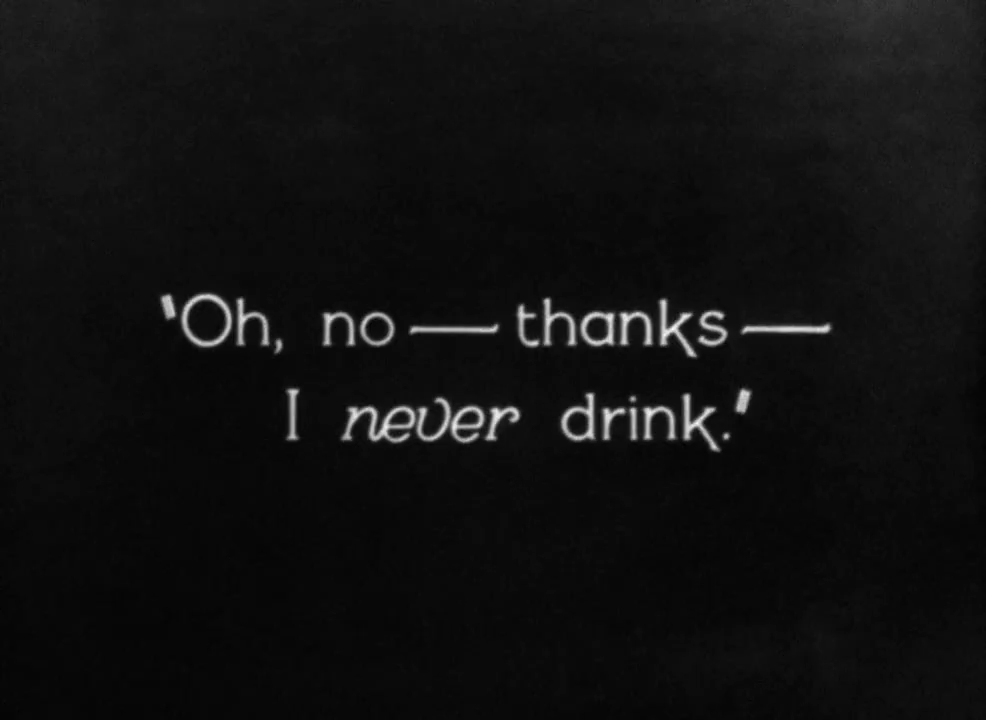 'Oh, no — thanks —
I never drink.'